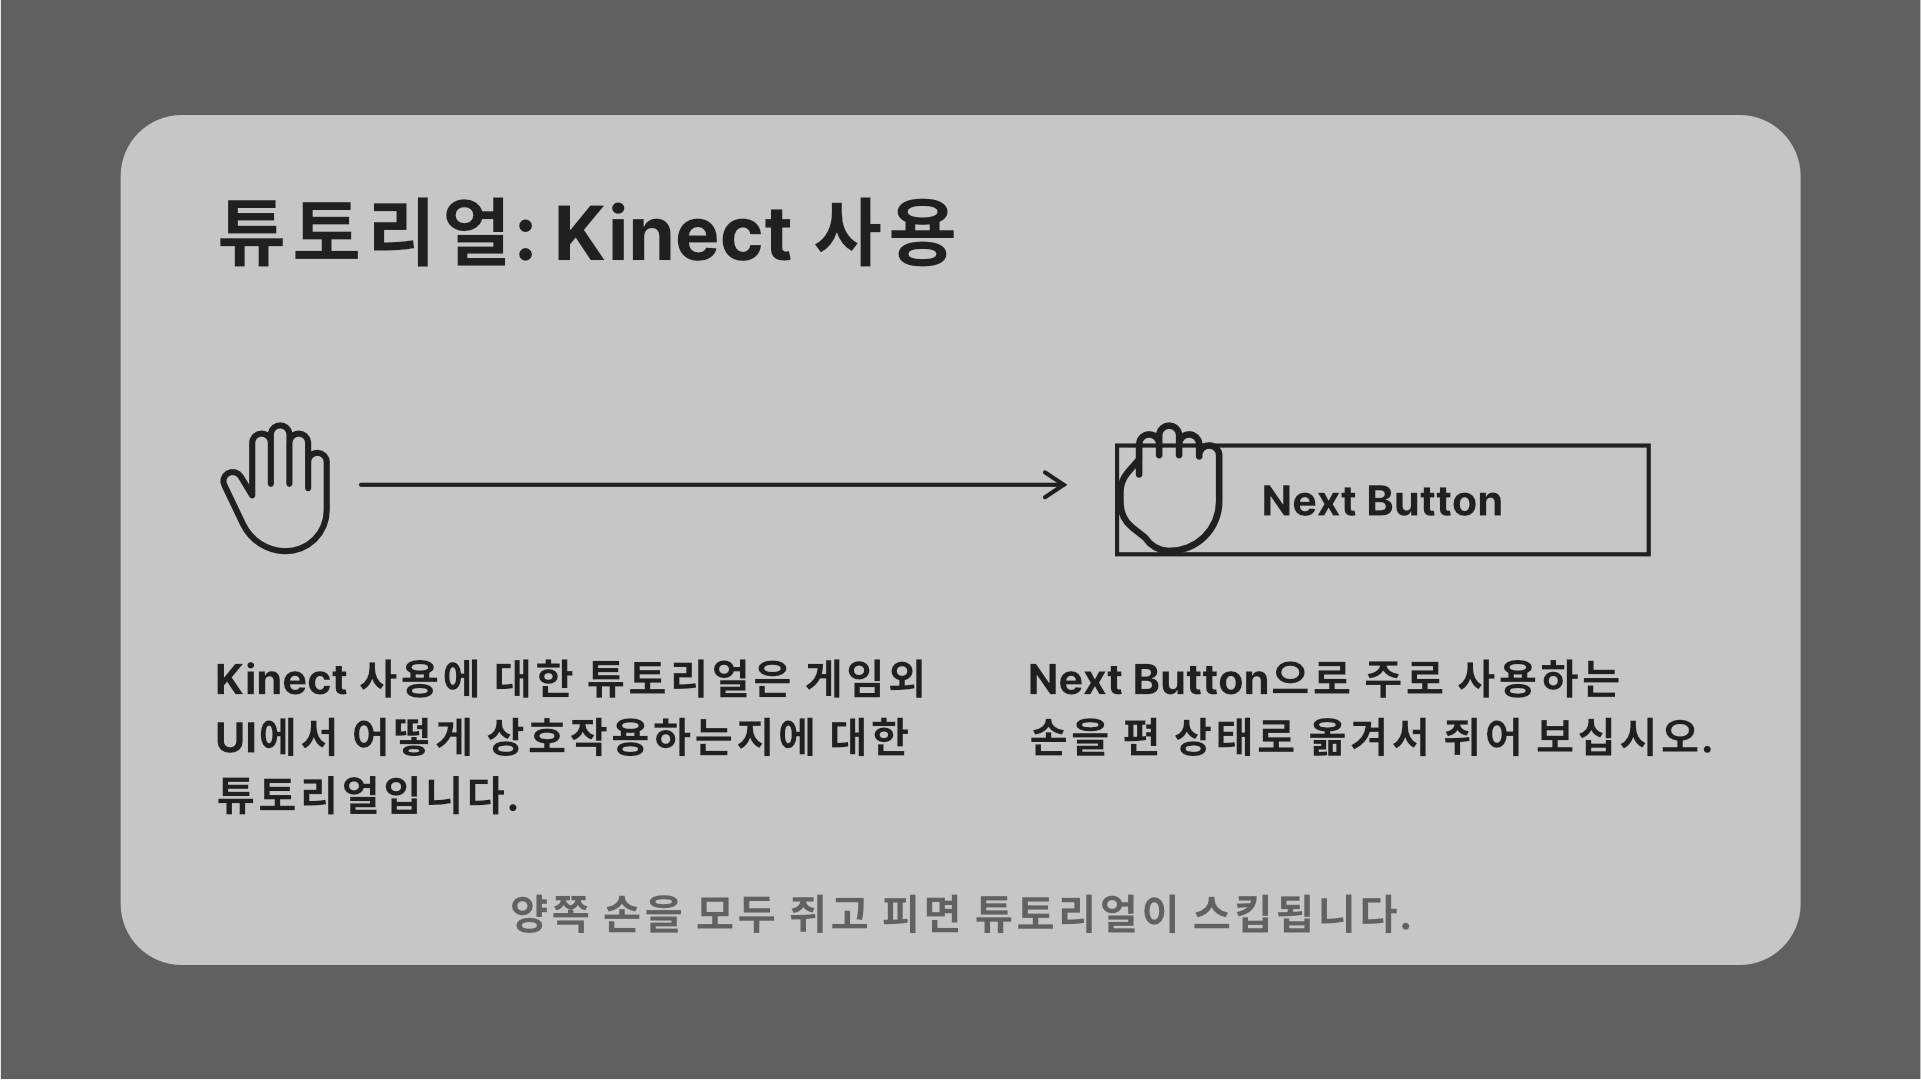 튜토리얼: Kinect 사용
Next Button
Kinect 사용에 대한 튜토리얼은 게임외
UI에서 어떻게 상호작용하는지에 대한
튜토리얼입니다.
Next Button으로 주로 사용하는
손을 편 상태로 옮겨서 쥐어 보십시오.
양쪽 손을 모두 쥐고 피면 튜토리얼이 스킵됩니다.